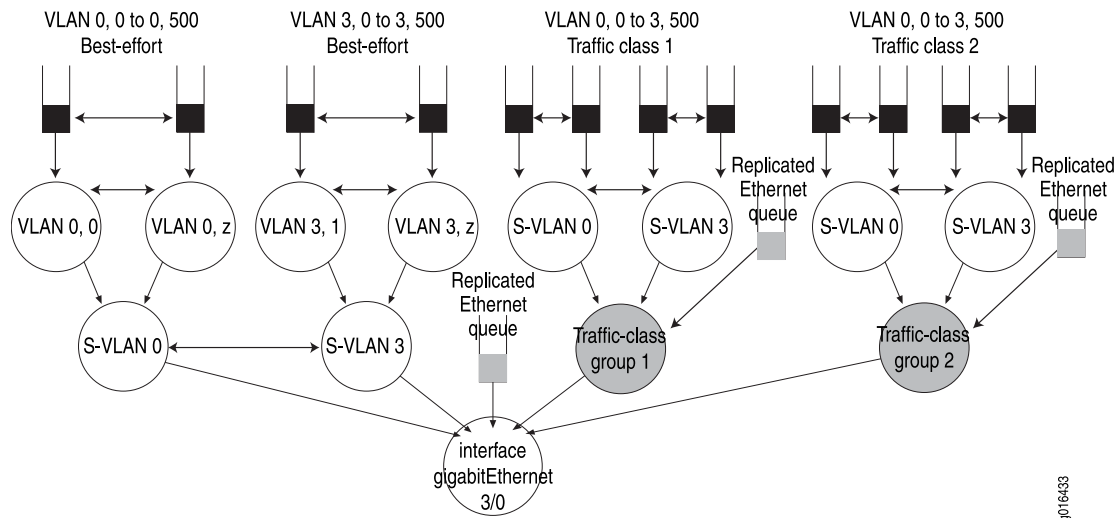 VLAN 0, 0 to 0, 500
Best-effort
VLAN 3, 0 to 3, 500
Best-effort
VLAN 0, 0 to 3, 500
Traffic class 1
VLAN 0, 0 to 3, 500
Traffic class 2
Replicated
Ethernet
queue
Replicated
Ethernet
queue
VLAN 0, 0
VLAN 0, z
VLAN 3, 1
VLAN 3, z
S-VLAN 0
S-VLAN 3
S-VLAN 0
S-VLAN 3
Replicated
Ethernet
queue
S-VLAN 0
S-VLAN 3
Traffic-class
group 1
Traffic-class
group 2
interface
gigabitEthernet
3/0
g016433